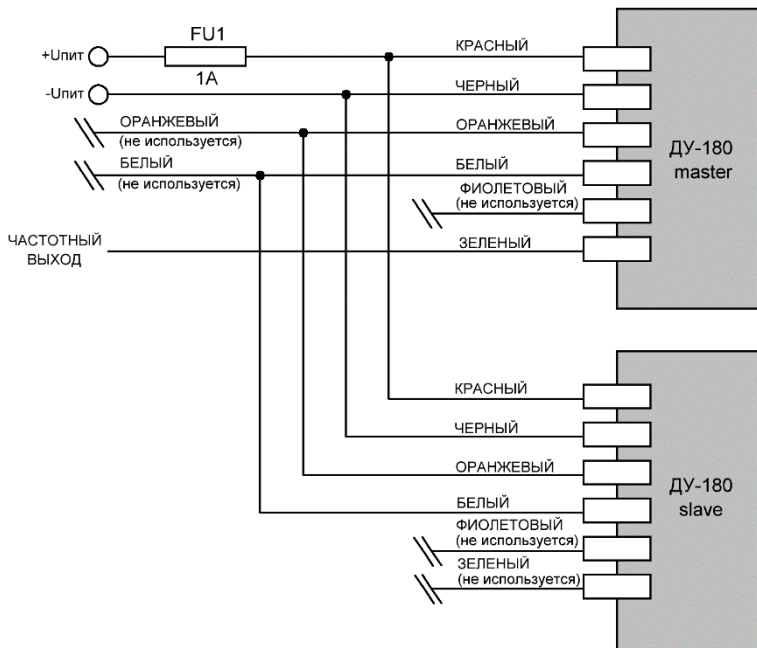 FU1
+Uпит
1А
КРАСНЫЙ
-Uпит
ЧЕРНЫЙ
ОРАНЖЕВЫЙ
(не используется)
ОРАНЖЕВЫЙ
БЕЛЫЙ
(не используется)
БЕЛЫЙ
ФИОЛЕТОВЫЙ
(не используется)
ЧАСТОТНЫЙ
ВЫХОД
ЗЕЛЕНЫЙ
ДУ-180
master
КРАСНЫЙ
ЧЕРНЫЙ
ОРАНЖЕВЫЙ
БЕЛЫЙ
ФИОЛЕТОВЫЙ
(не используется)
ЗЕЛЕНЫЙ
(не используется)
ДУ-180
slave